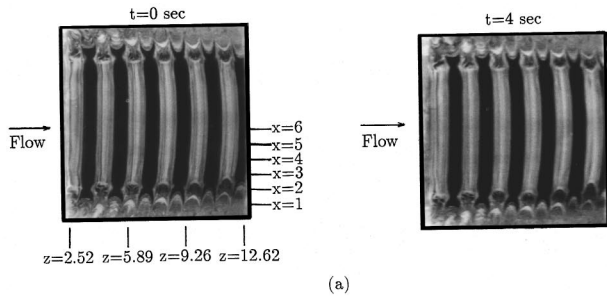 t=0 sec
t=4 sec
Flow
Flow
x=6
x=5
x=4
x=3
x=2
x=1
z=2.52 z=5.89 z=9.26 z=12.62
(a)